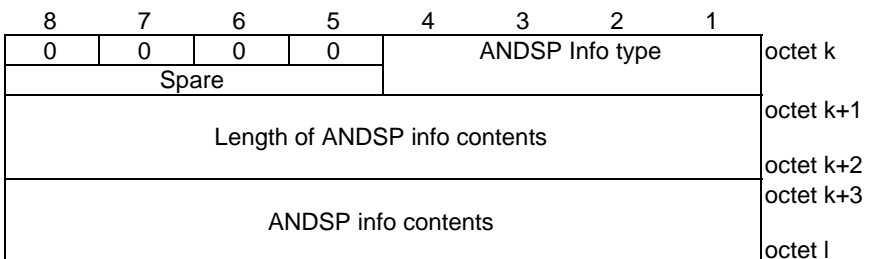 8 7 6 5 4 3 2 1
0 0 0 0 ANDSP Info type octet k
Spare
octet k+1
Length of ANDSP info contents
octet k+2
octet k+3
ANDSP info contents
octet l